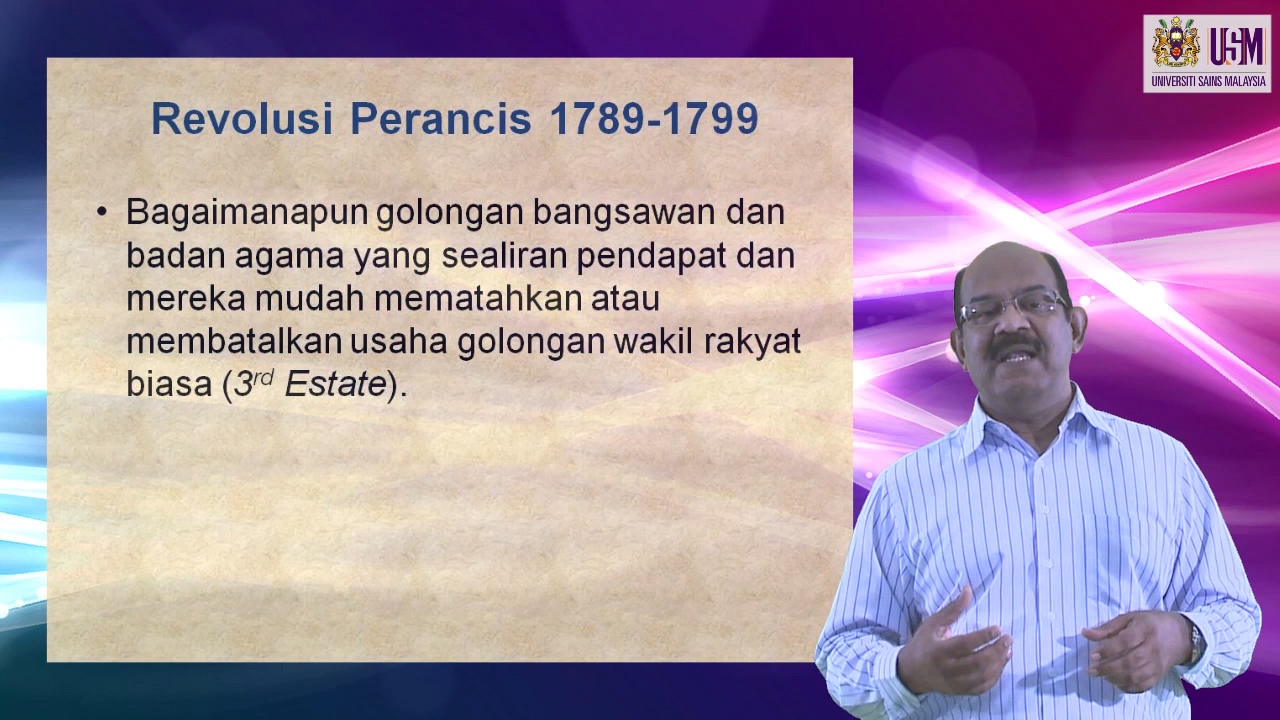 USM
UNIVERSITI SAINS MALAYSIA
Revolusi Perancis 1789-1799
• Bagaimanapun golongan bangsawan dan
badan agama yang sealiran pendapat dan
mereka mudah mematahkan atau
membatalkan usaha golongan wakil rakyat
biasa (3rd Estate).